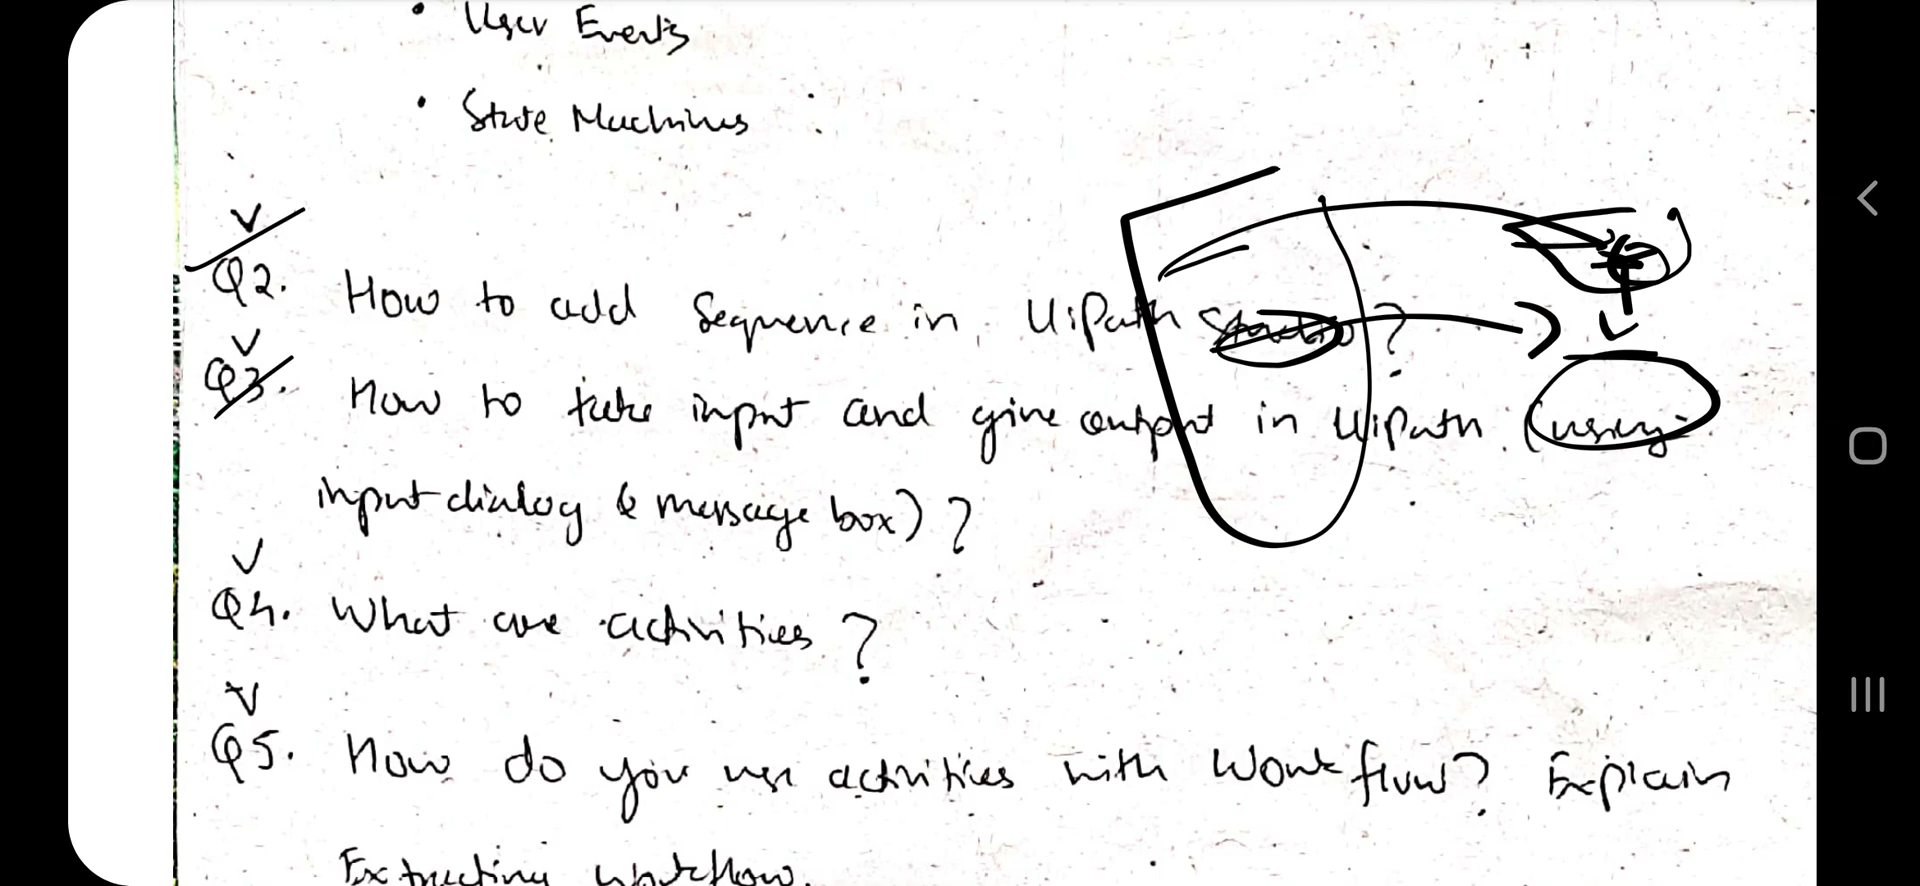 • User Events
• State Machines
Q2. How to add Sequence in UiPath Studio?
Q3. How to take input and give output in UiPath (using
input dialog & message box)?
Q4. What are activities?
Q5. How do you use activities with workflow? Explain
Extracting workflow.